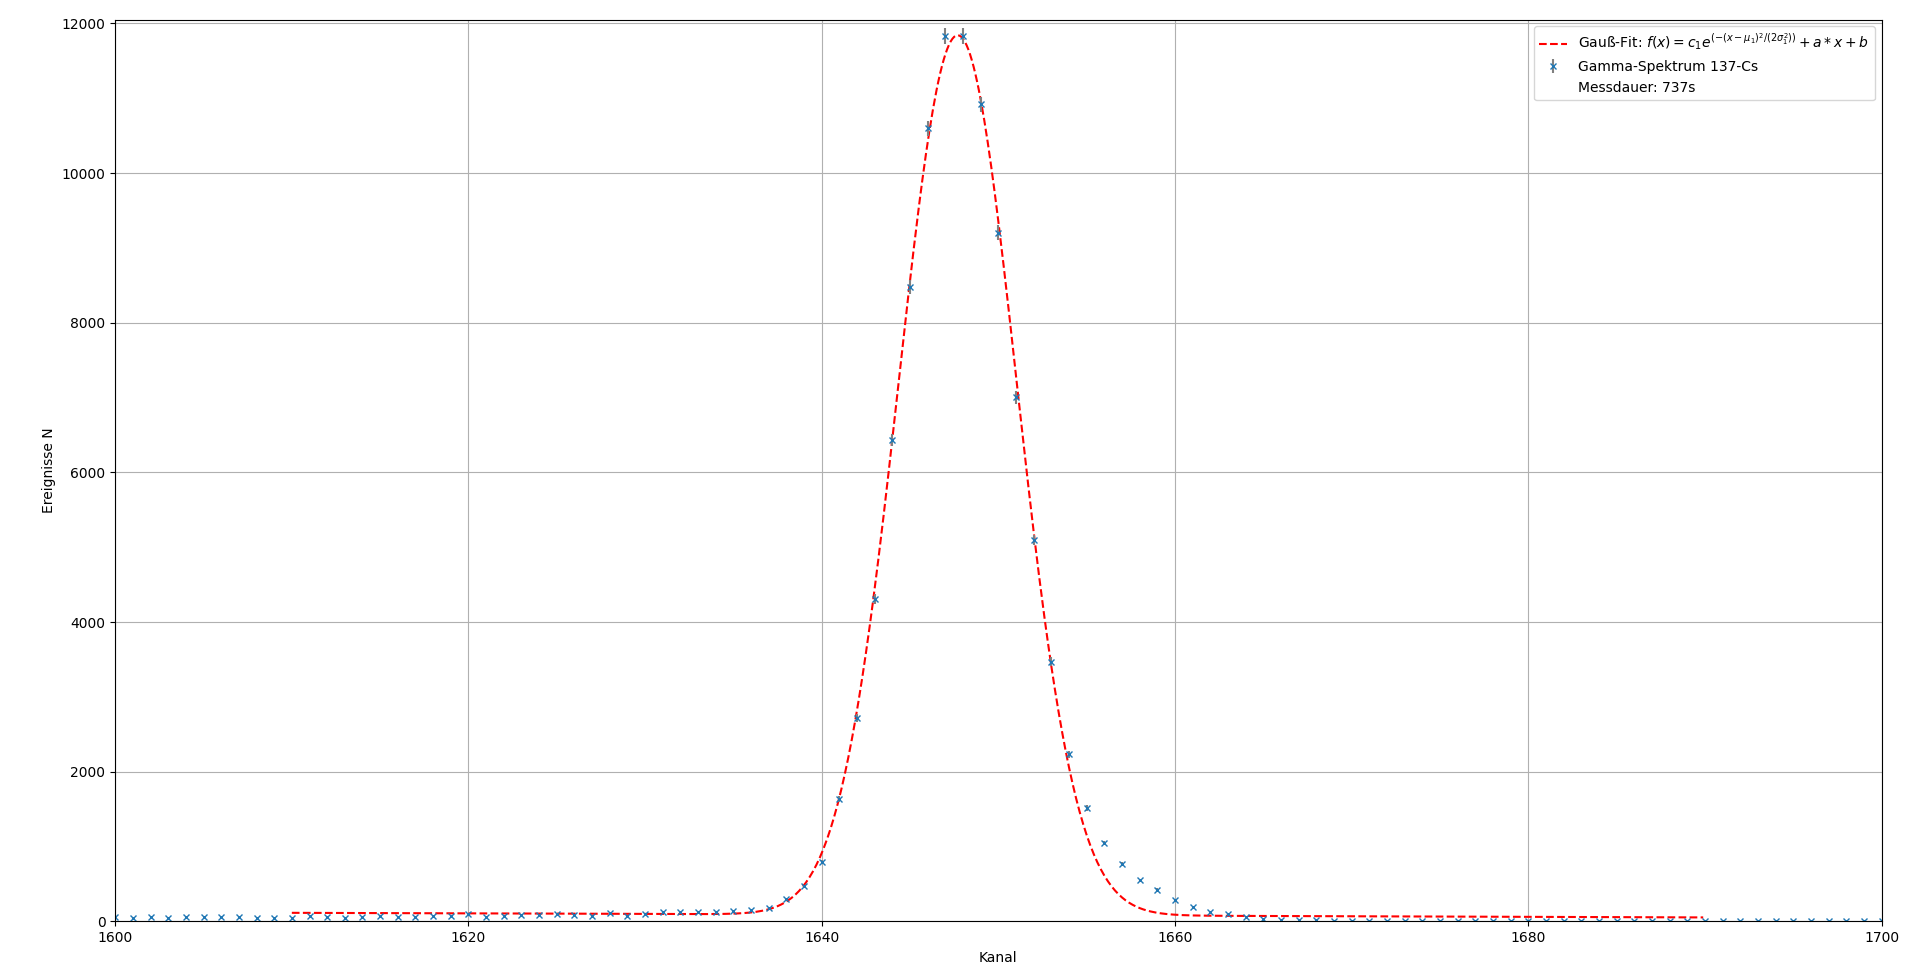 12000
10000
8000
6000
4000
2000
0
Ereignisse N
1600 1620 1640 1660 1680 1700
Kanal
Gauß-Fit: f(x) = c₁e^(−(x−μ₁)²/(2σ₁²)) + a * x + b
Gamma-Spektrum 137-Cs
Messdauer: 737s